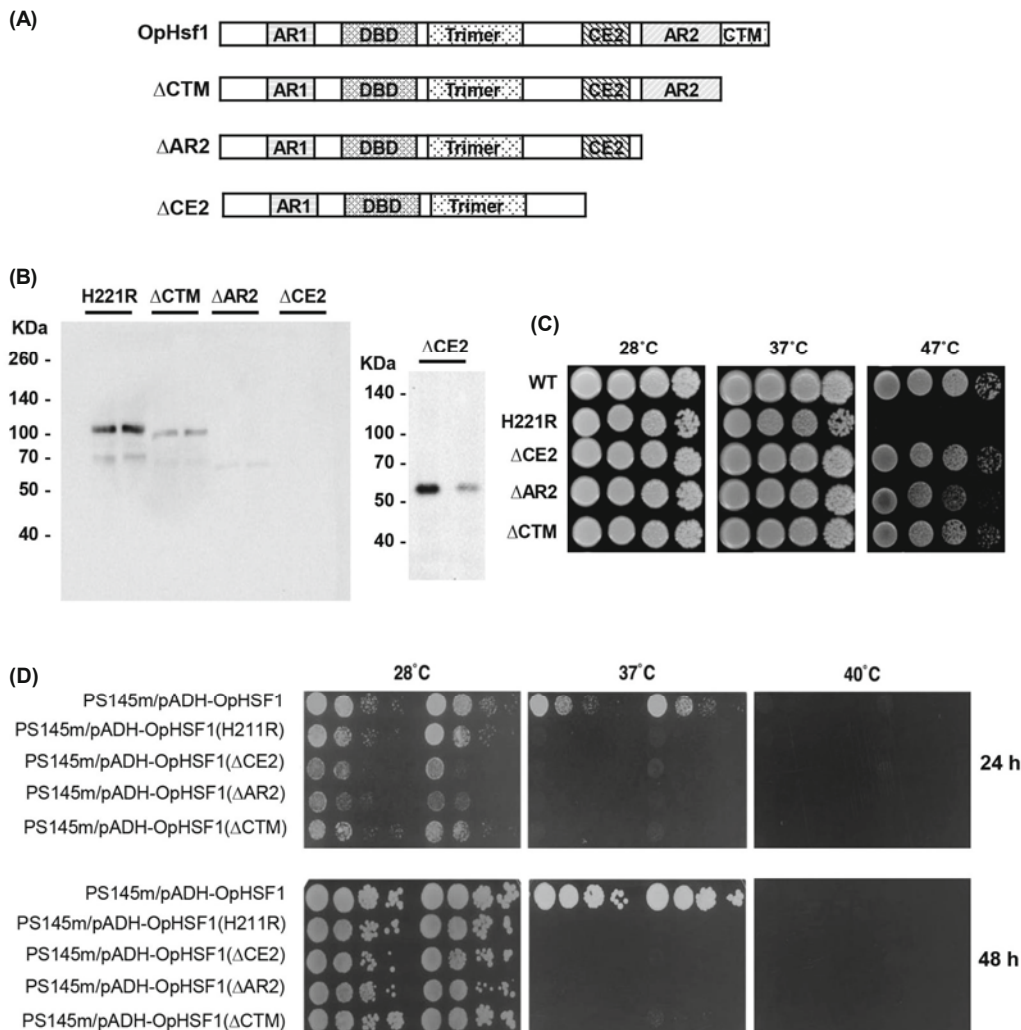 (A)
OpHsf1 AR1 DBD Trimer CE2 AR2 CTM
ΔCTM AR1 DBD Trimer CE2 AR2
ΔAR2 AR1 DBD Trimer CE2
ΔCE2 AR1 DBD Trimer
(B)
H221R ΔCTM ΔAR2 ΔCE2
KDa
260 -
140 -
100 -
70 -
50 -
40 -
ΔCE2
KDa
140 -
100 -
70 -
50 -
40 -
(C)
28˚C 37˚C 47˚C
WT
H221R
ΔCE2
ΔAR2
ΔCTM
(D)
28˚C 37˚C 40˚C
PS145m/pADH-OpHSF1
PS145m/pADH-OpHSF1(H211R)
PS145m/pADH-OpHSF1(ΔCE2)
PS145m/pADH-OpHSF1(ΔAR2)
PS145m/pADH-OpHSF1(ΔCTM)
24 h
PS145m/pADH-OpHSF1
PS145m/pADH-OpHSF1(H211R)
PS145m/pADH-OpHSF1(ΔCE2)
PS145m/pADH-OpHSF1(ΔAR2)
PS145m/pADH-OpHSF1(ΔCTM)
48 h